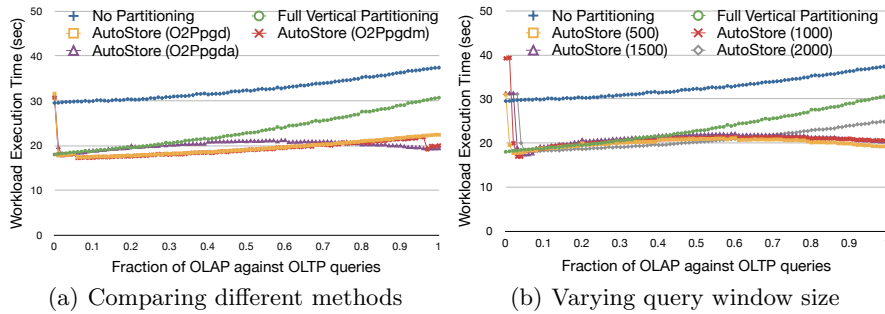 No Partitioning
Full Vertical Partitioning
AutoStore (O2Ppgd)
AutoStore (O2Ppgdm)
AutoStore (O2Ppgda)
Workload Execution Time (sec)
50
40
30
20
10
0
0 0.1 0.2 0.3 0.4 0.5 0.6 0.7 0.8 0.9 1
Fraction of OLAP against OLTP queries
(a) Comparing different methods
No Partitioning
Full Vertical Partitioning
AutoStore (500)
AutoStore (1000)
AutoStore (1500)
AutoStore (2000)
Workload Execution Time (sec)
50
40
30
20
10
0
0 0.1 0.2 0.3 0.4 0.5 0.6 0.7 0.8 0.9 1
Fraction of OLAP against OLTP queries
(b) Varying query window size